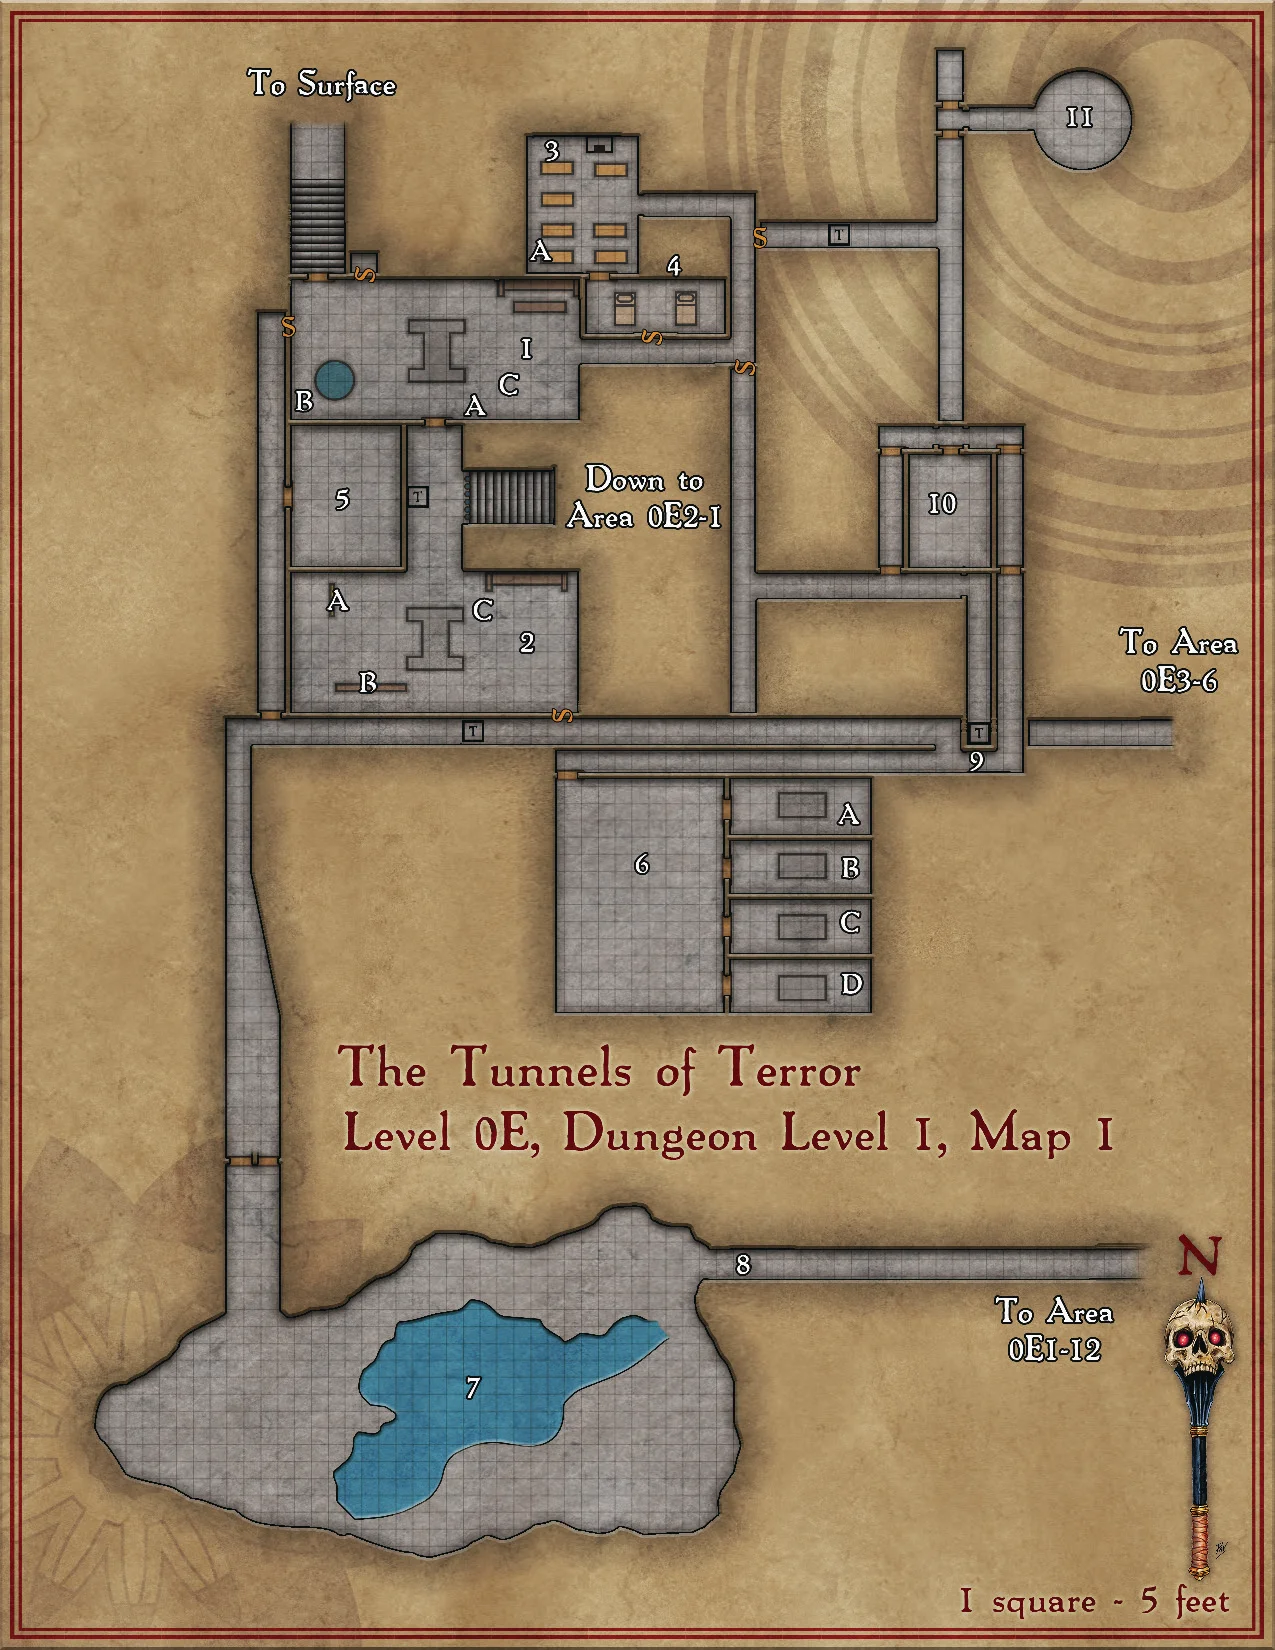 To Surface
11
3
S
T
A
4
S
S
1
S
S
C
B
A
Down to
Area 0E2-1
5
T
10
A
C
2
B
To Area
0E3-6
S
T
T
9
A
6
B
C
D
The Tunnels of Terror
Level 0E, Dungeon Level 1, Map 1
8
N
To Area
0E1-12
7
1 square - 5 feet